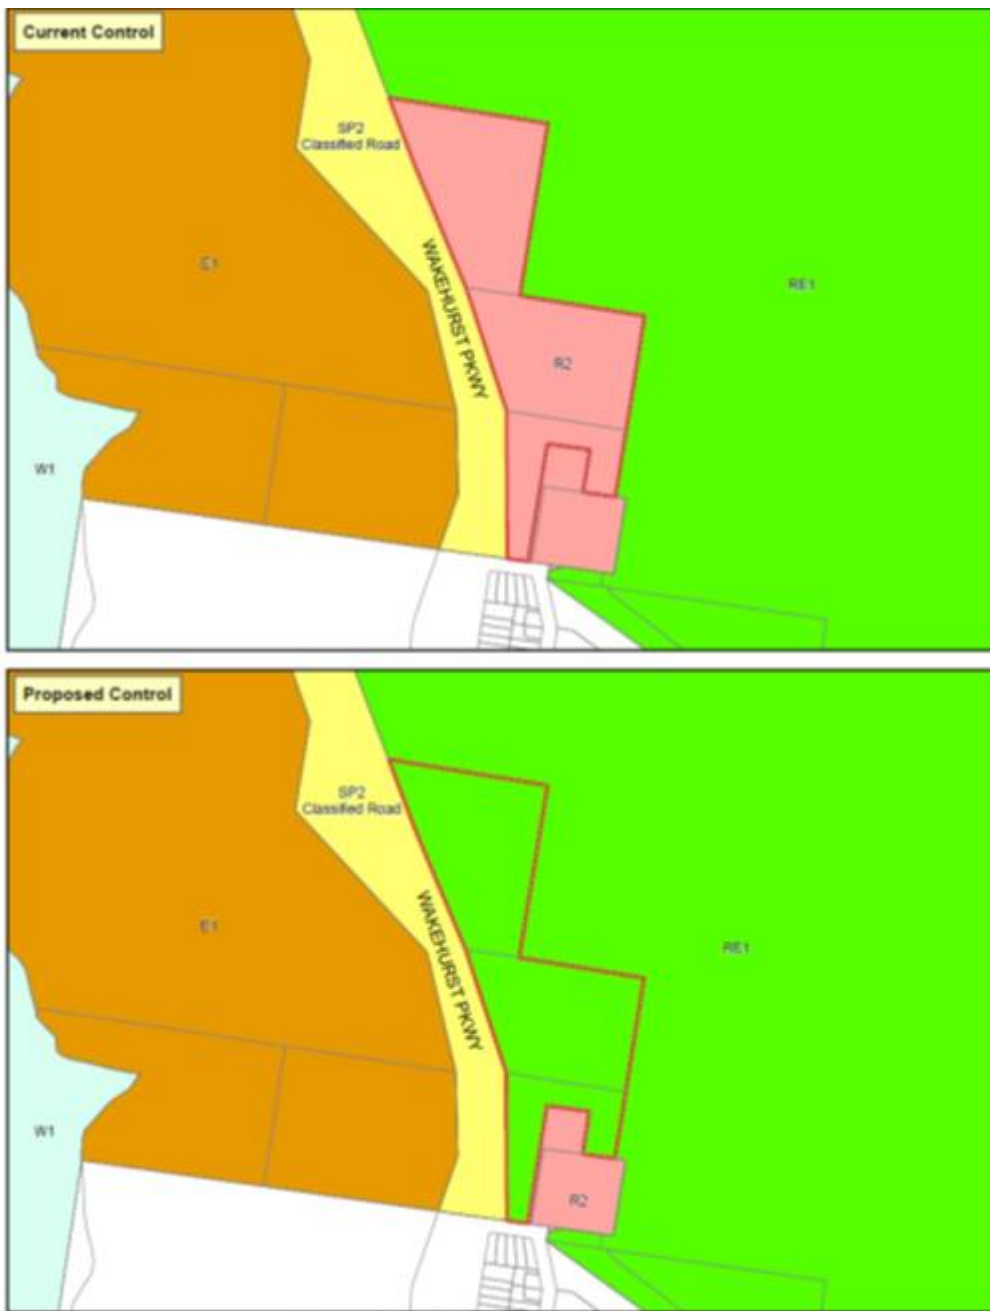 Current Control
SP2
Classified Road
WAKEHURST PKWY
E1
RE1
R2
W1
Proposed Control
SP2
Classified Road
WAKEHURST PKWY
E1
RE1
W1
R2